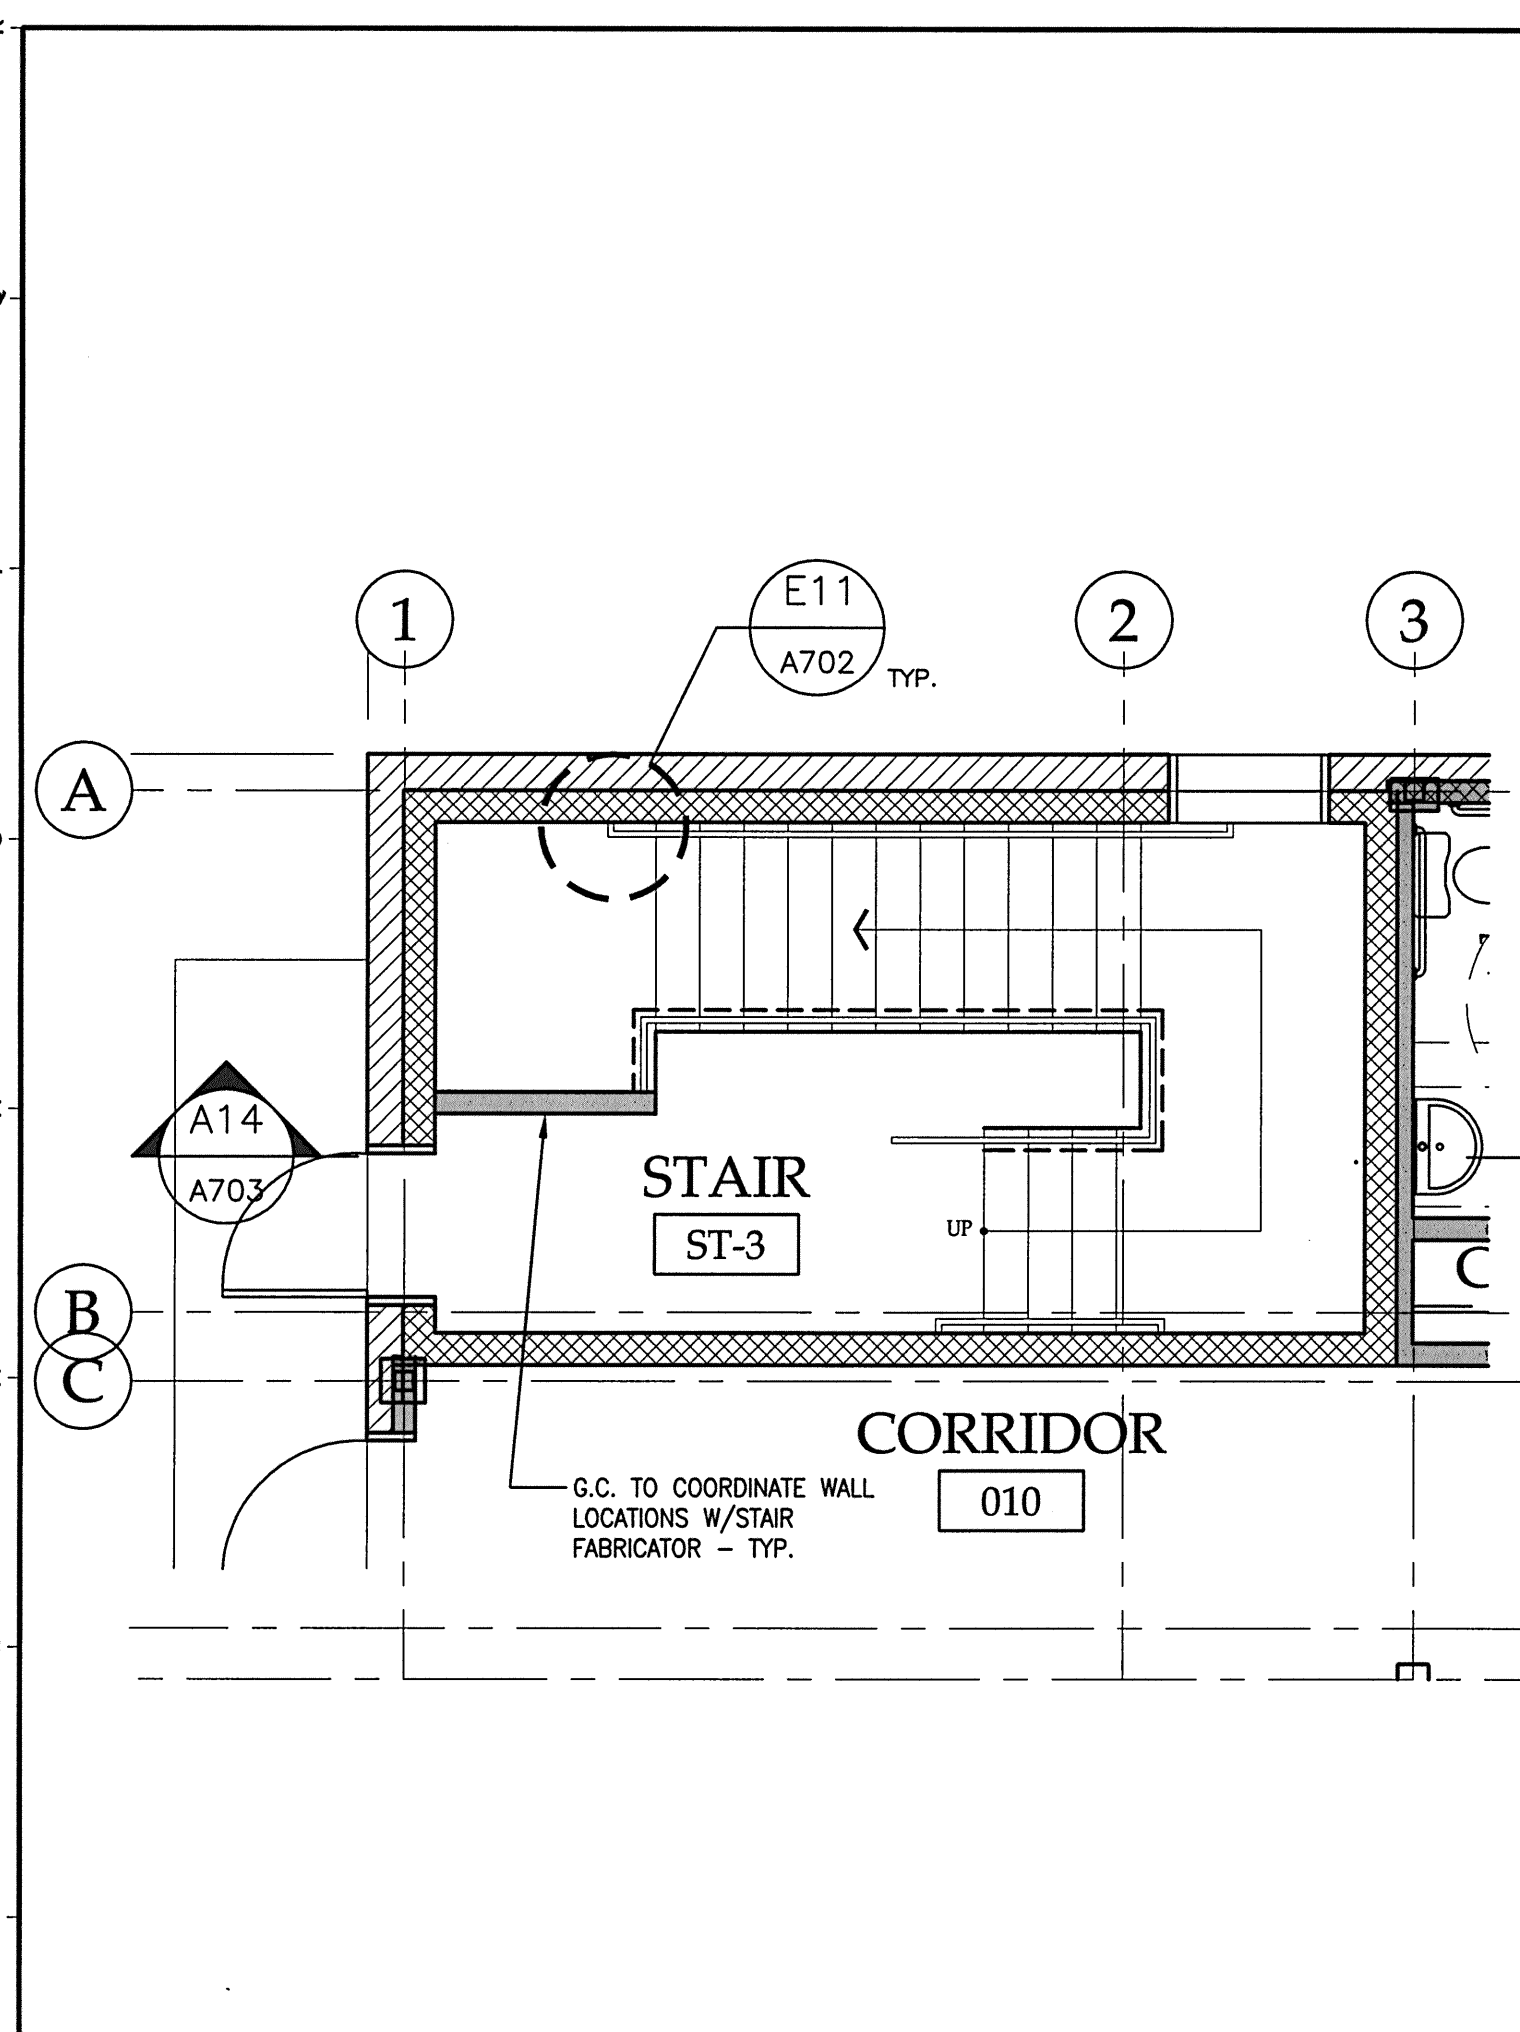 E11
A702
TYP.
1
2
3
A
A14
A703
STAIR
ST-3
UP
B
C
CORRIDOR
010
G.C. TO COORDINATE WALL
LOCATIONS W/STAIR
FABRICATOR – TYP.